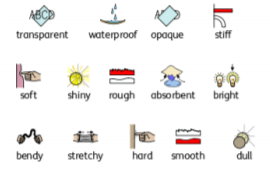 ABCD A D
transparent waterproof opaque stiff
soft shiny rough absorbent bright
bendy stretchy hard smooth dull